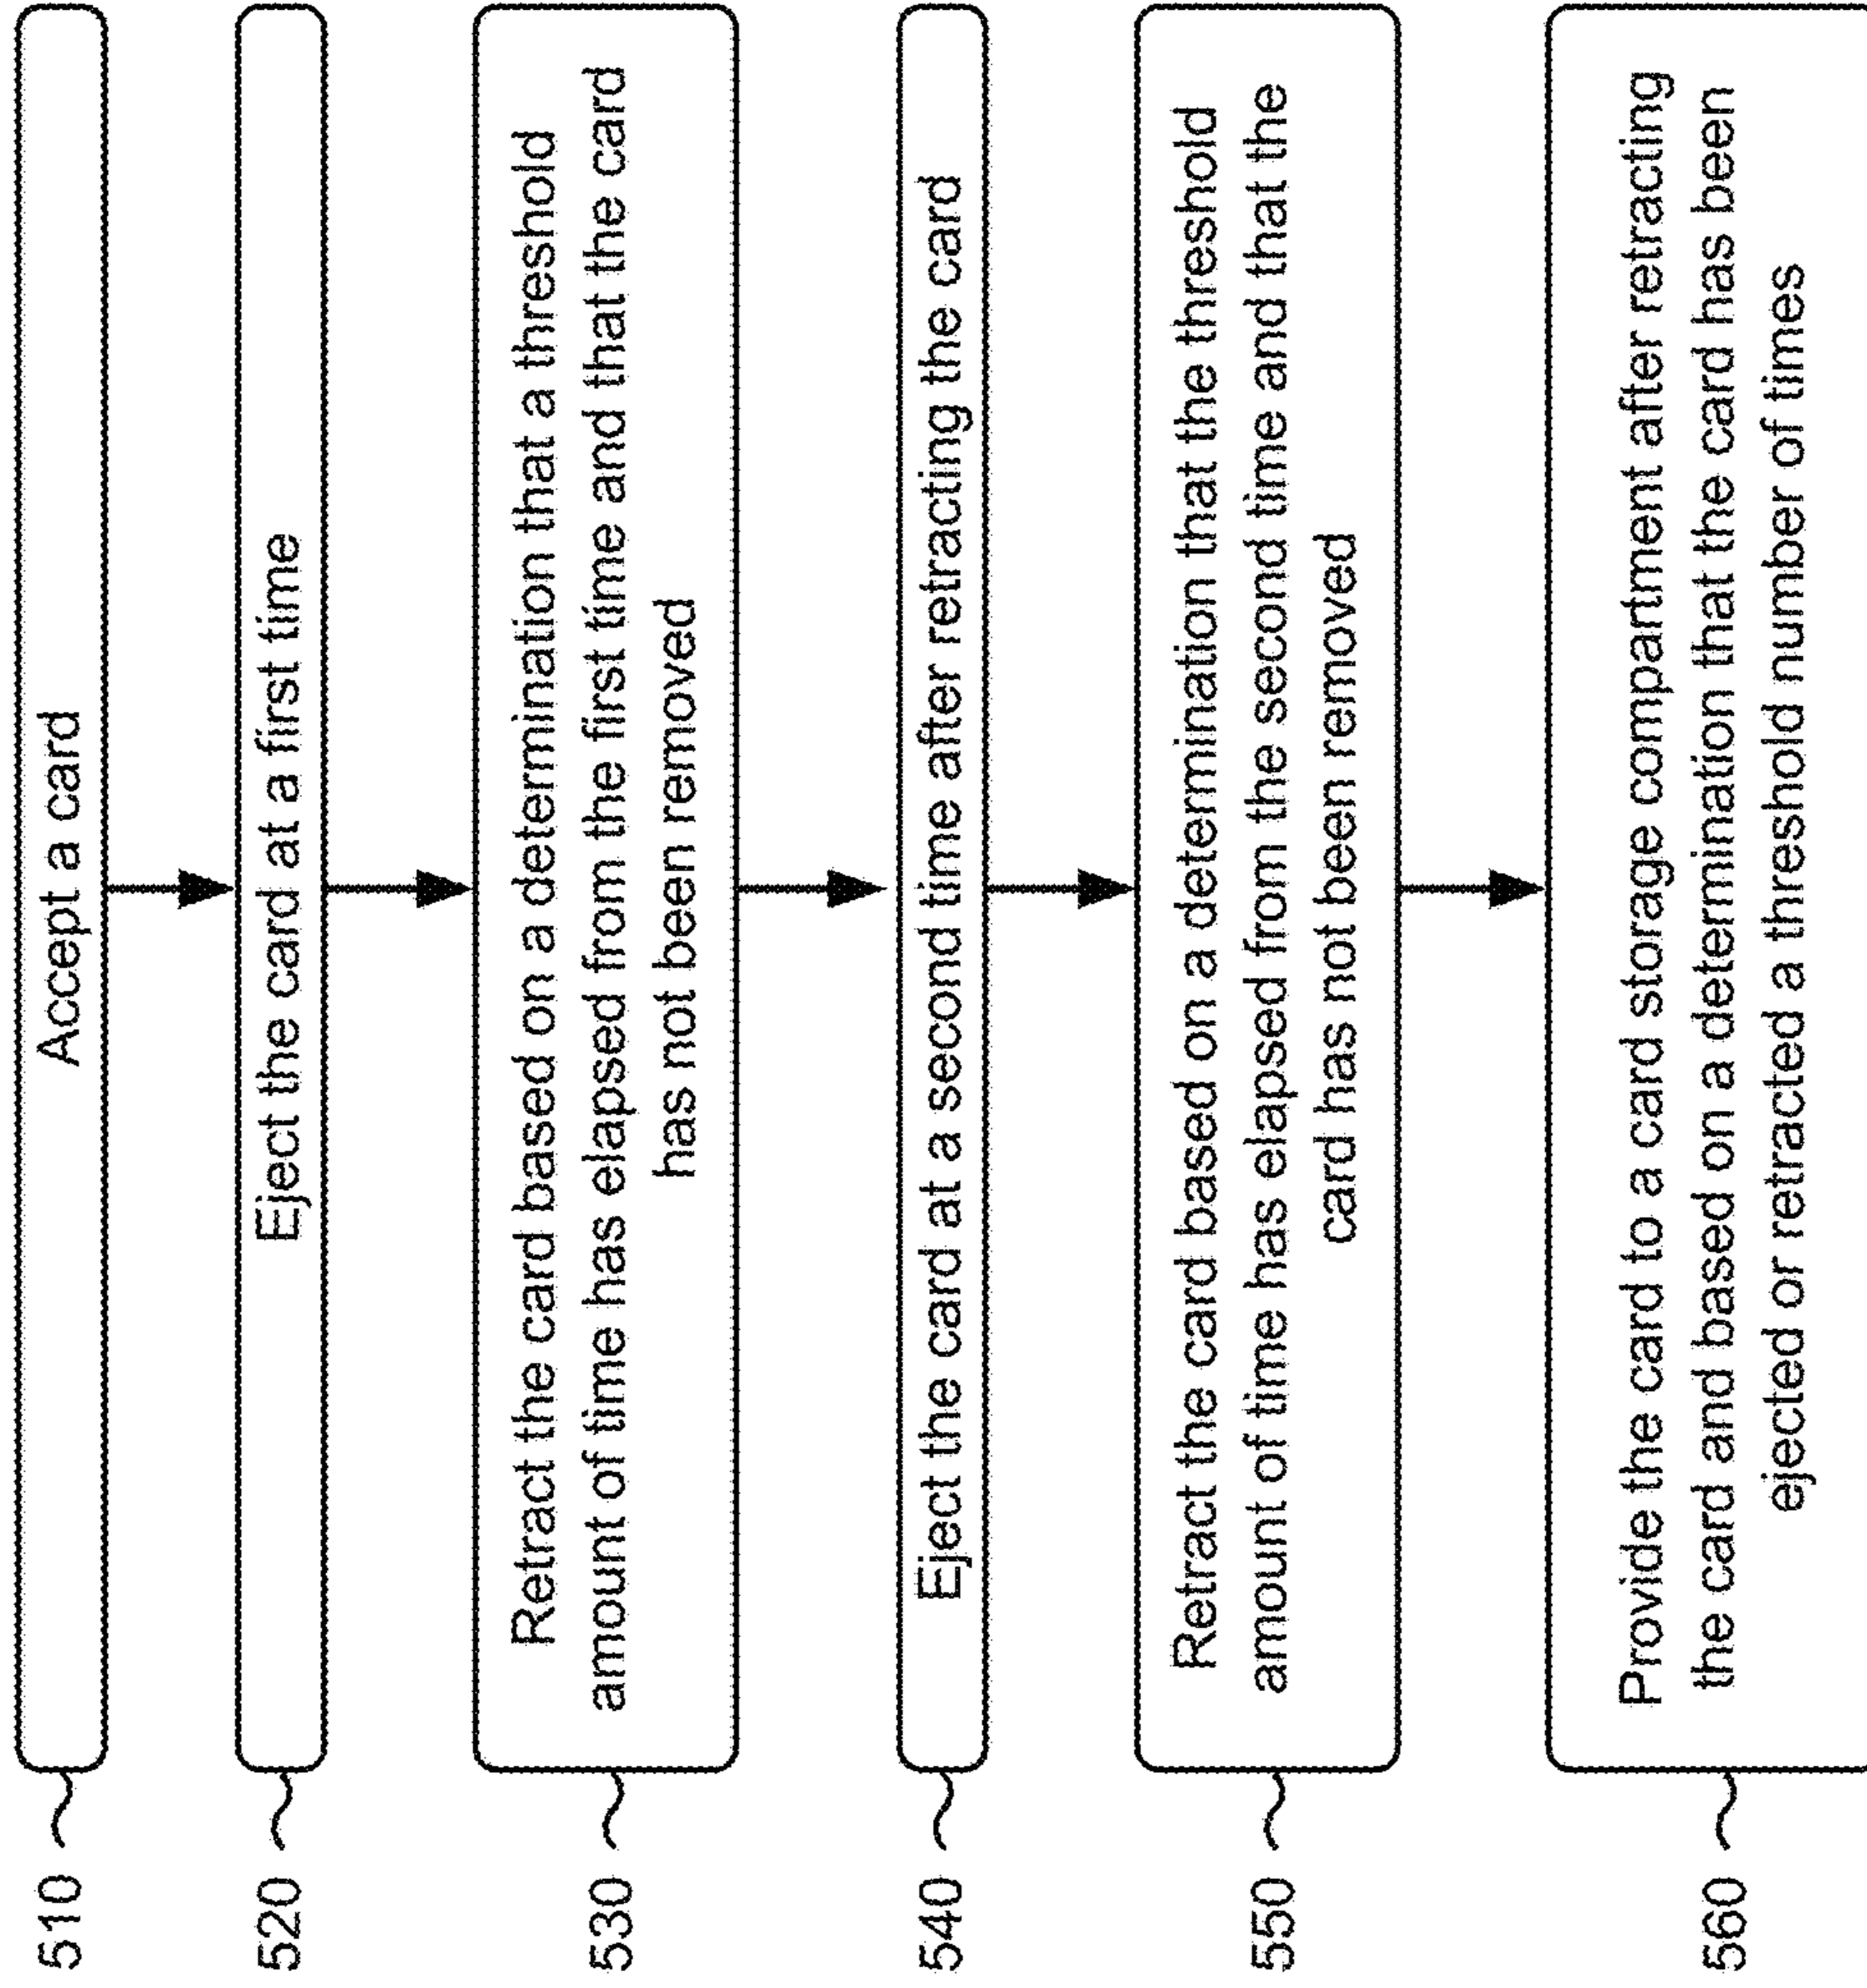 510
Accept a card
520
Eject the card at a first time
530
Retract the card based on a determination that a threshold
amount of time has elapsed from the first time and that the card
has not been removed
540
Eject the card at a second time after retracting the card
550
Retract the card based on a determination that the threshold
amount of time has elapsed from the second time and that the
card has not been removed
560
Provide the card to a card storage compartment after retracting
the card and based on a determination that the card has been
ejected or retracted a threshold number of times